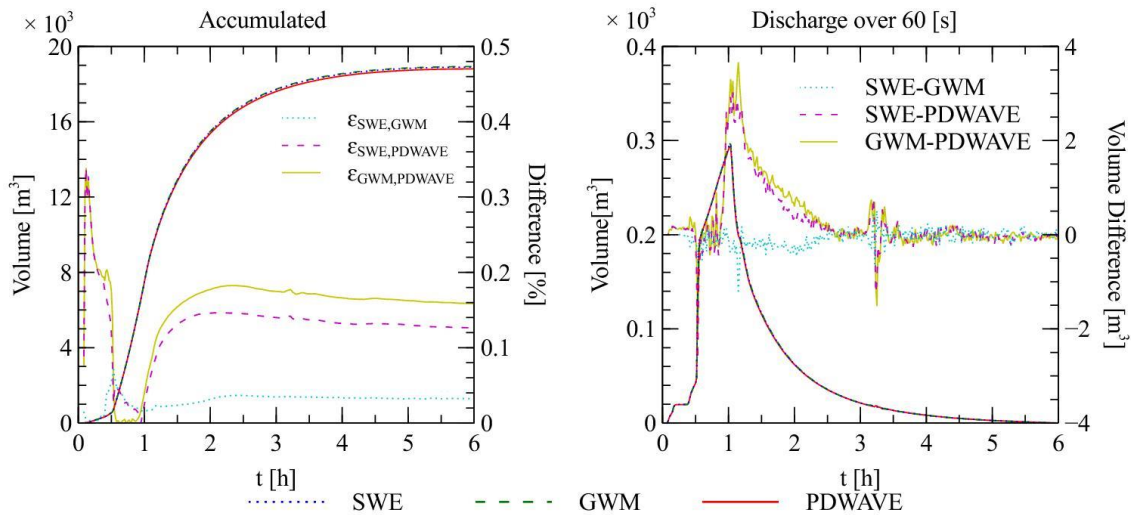 × 10³ Accumulated
20
16
12
8
4
0
Volume [m³]
0.5
0.4
0.3
0.2
0.1
0
Difference [%]
ε_SWE,GWM
ε_SWE,PDWAVE
ε_GWM,PDWAVE
0 1 2 3 4 5 6
t [h]
× 10³ Discharge over 60 [s]
0.4
0.3
0.2
0.1
0
Volume[m³]
4
2
0
−2
−4
Volume Difference [m³]
SWE-GWM
SWE-PDWAVE
GWM-PDWAVE
0 1 2 3 4 5 6
t [h]
SWE GWM PDWAVE